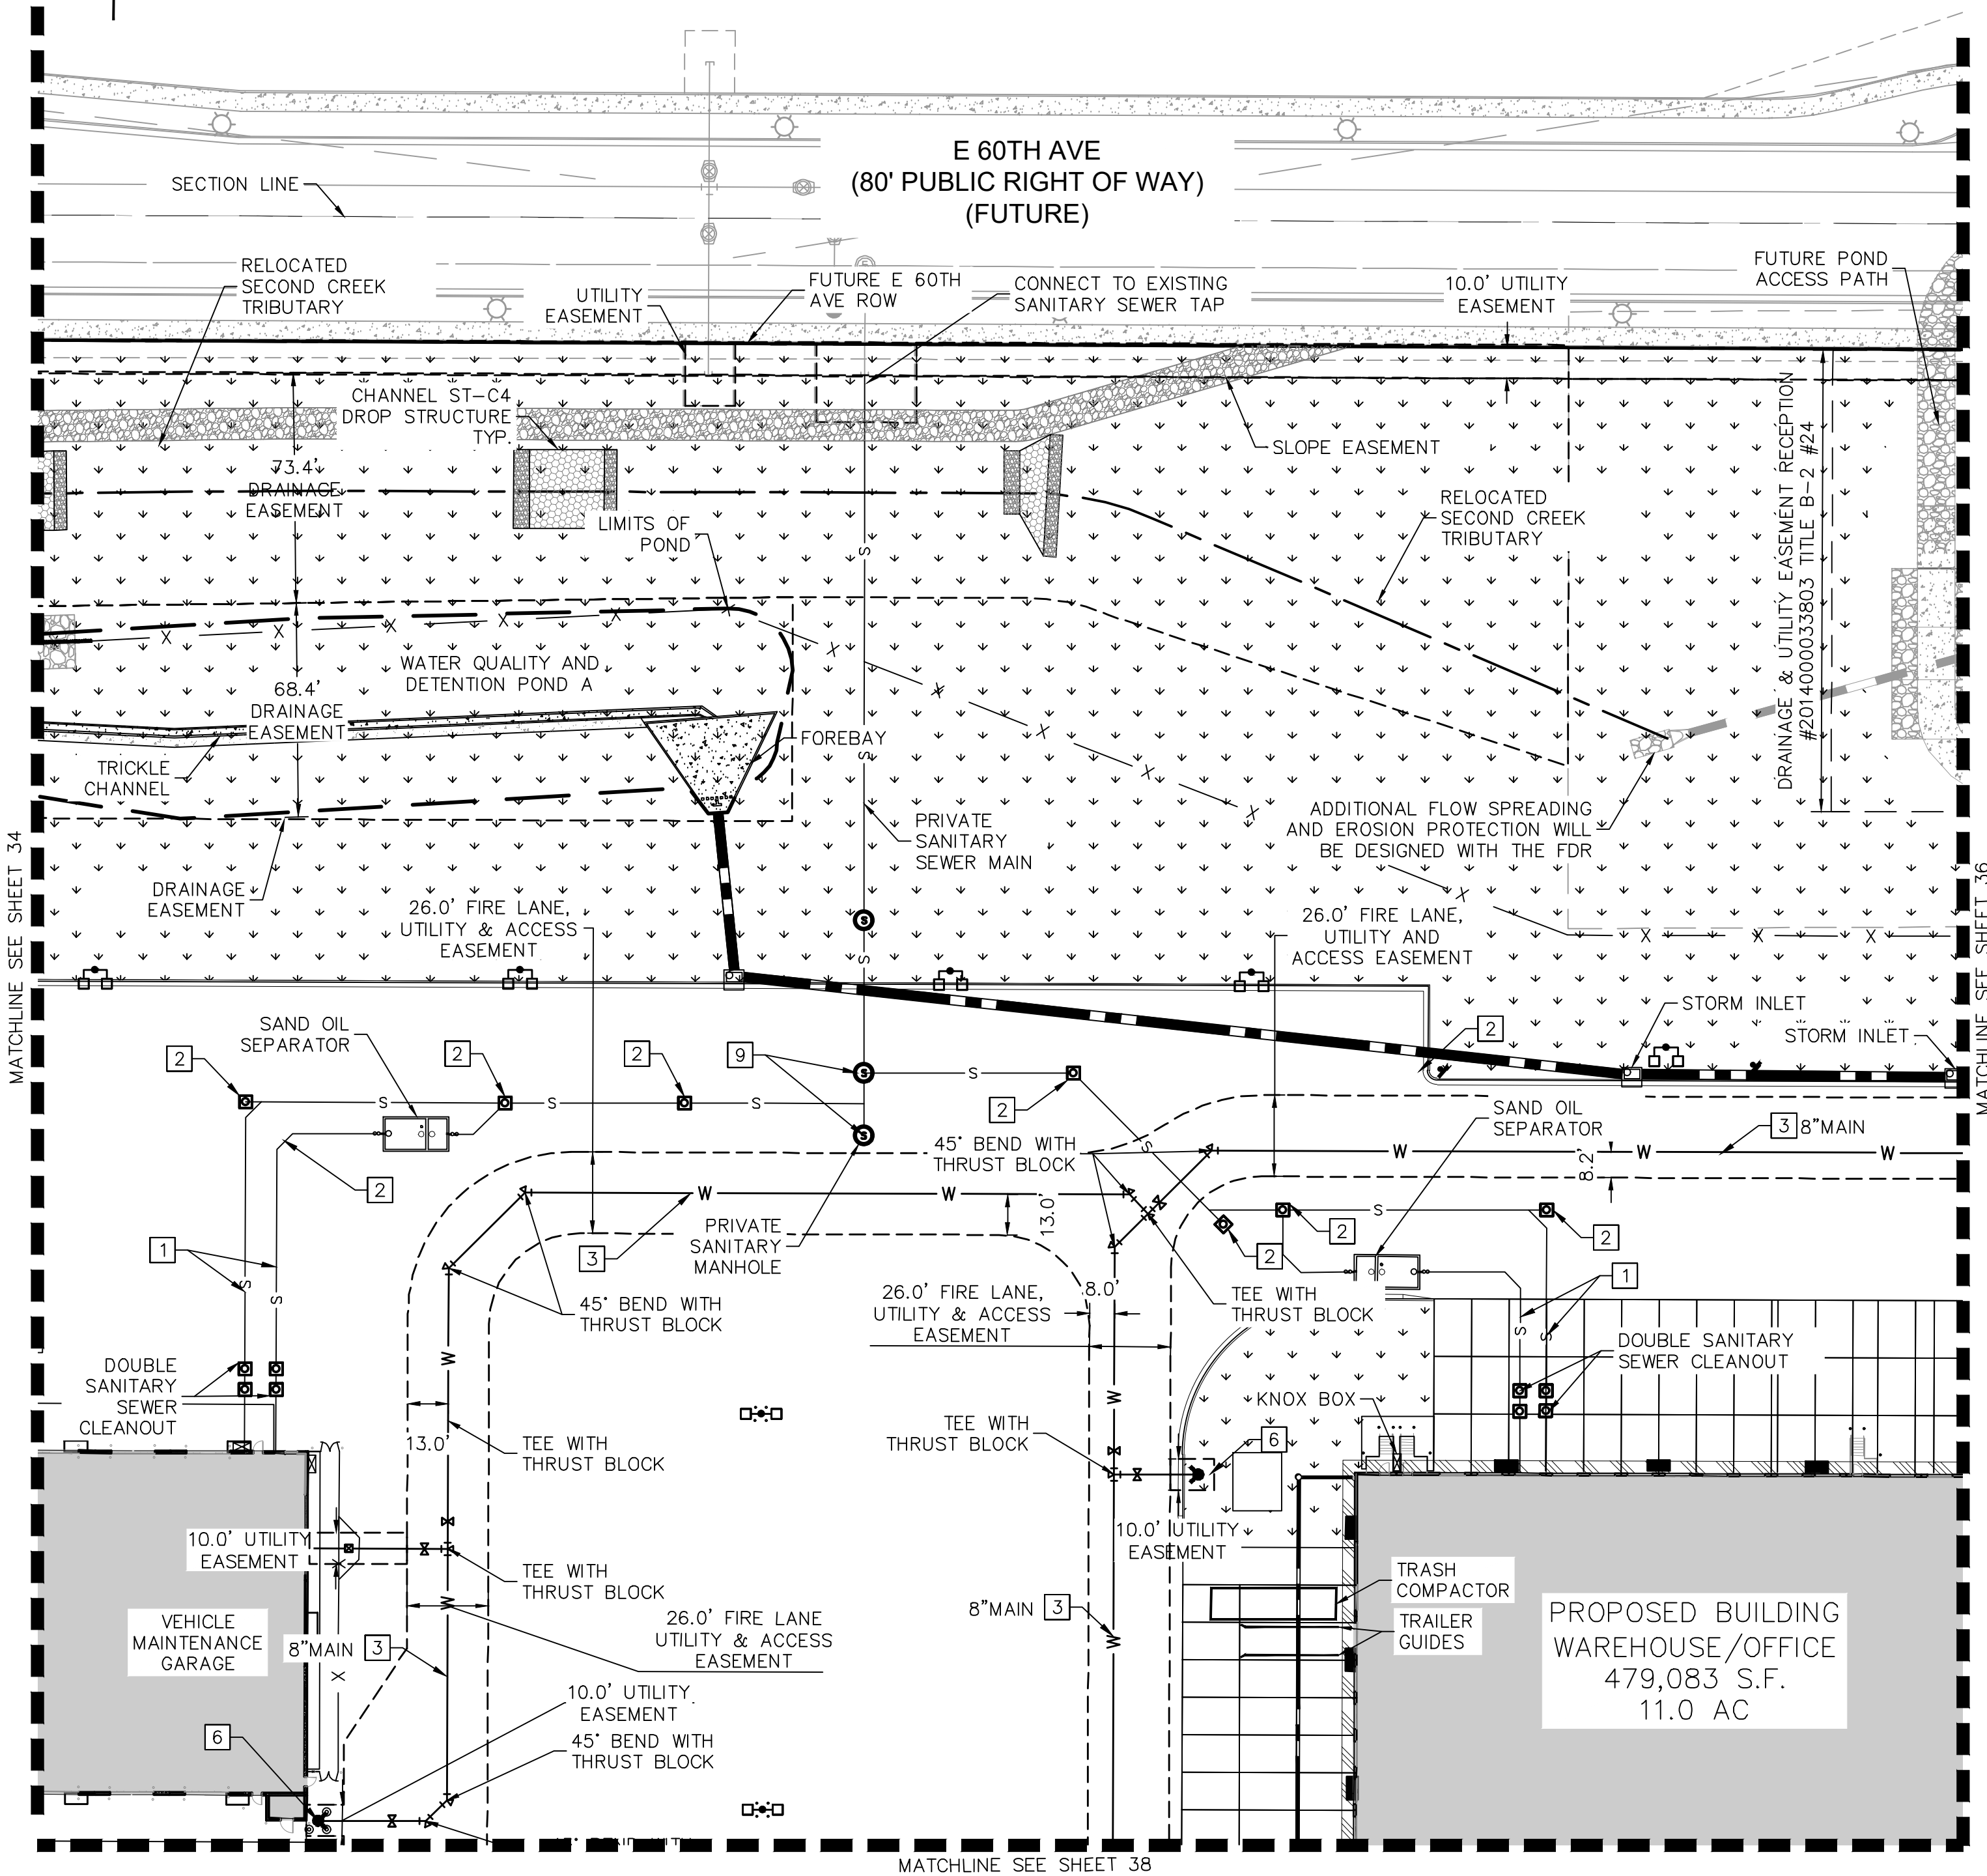 E 60TH AVE
(80' PUBLIC RIGHT OF WAY)
(FUTURE)
SECTION LINE
RELOCATED
SECOND CREEK
TRIBUTARY
UTILITY
EASEMENT
FUTURE E 60TH
AVE ROW
CONNECT TO EXISTING
SANITARY SEWER TAP
10.0' UTILITY
EASEMENT
FUTURE POND
ACCESS PATH
CHANNEL ST-C4
DROP STRUCTURE
TYP.
SLOPE EASEMENT
73.4'
DRAINAGE
EASEMENT
LIMITS OF
POND
RELOCATED
SECOND CREEK
TRIBUTARY
DRAINAGE & UTILITY EASEMENT RECEPTION
#2014000033803 TITLE B-2 #24
S
WATER QUALITY AND
DETENTION POND A
X
X
X
X
X
X
X
X
X
X
68.4'
DRAINAGE
EASEMENT
FOREBAY
S
TRICKLE
CHANNEL
PRIVATE
SANITARY
SEWER MAIN
ADDITIONAL FLOW SPREADING
AND EROSION PROTECTION WILL
BE DESIGNED WITH THE FDR
X
MATCHLINE SEE SHEET 34
MATCHLINE SEE SHEET 36
DRAINAGE
EASEMENT
26.0' FIRE LANE,
UTILITY & ACCESS
EASEMENT
S
S
26.0' FIRE LANE,
UTILITY AND
ACCESS EASEMENT
X
X
X
STORM INLET
STORM INLET
SAND OIL
SEPARATOR
2
2
2
9
2
S
S
S
S
S
S
2
2
SAND OIL
SEPARATOR
3 8"MAIN
45° BEND WITH
THRUST BLOCK
S
W
W
W
8.2'
2
W
W
13.0'
PRIVATE
SANITARY
MANHOLE
3
1
S
S
2
2
S
2
1
45° BEND WITH
THRUST BLOCK
26.0' FIRE LANE,
UTILITY & ACCESS
EASEMENT
8.0'
TEE WITH
THRUST BLOCK
S
S
DOUBLE SANITARY
SEWER CLEANOUT
DOUBLE
SANITARY
SEWER
CLEANOUT
W
W
KNOX BOX
13.0'
TEE WITH
THRUST BLOCK
TEE WITH
THRUST BLOCK
6
10.0' UTILITY
EASEMENT
X
10.0' UTILITY
EASEMENT
TEE WITH
THRUST BLOCK
W
TRASH
COMPACTOR
TRAILER
GUIDES
8"MAIN 3
W
VEHICLE
MAINTENANCE
GARAGE
8"MAIN 3
X
26.0' FIRE LANE
UTILITY & ACCESS
EASEMENT
PROPOSED BUILDING
WAREHOUSE/OFFICE
479,083 S.F.
11.0 AC
10.0' UTILITY
EASEMENT
6
45° BEND WITH
THRUST BLOCK
MATCHLINE SEE SHEET 38